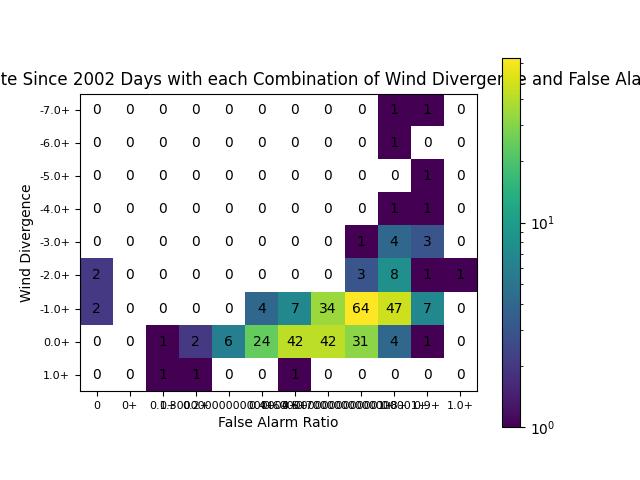 te Since 2002 Days with each Combination of Wind Divergence and False Ala
-7.0+ 0 0 0 0 0 0 0 0 0 1 1 0
-6.0+ 0 0 0 0 0 0 0 0 0 1 0 0
-5.0+ 0 0 0 0 0 0 0 0 0 0 1 0
-4.0+ 0 0 0 0 0 0 0 0 0 1 1 0
-3.0+ 0 0 0 0 0 0 0 0 1 4 3 0
-2.0+ 2 0 0 0 0 0 0 0 3 8 1 1
-1.0+ 2 0 0 0 0 4 7 34 64 47 7 0
0.0+ 0 0 1 2 6 24 42 42 31 4 1 0
1.0+ 0 0 1 1 0 0 1 0 0 0 0 0
0 0+ 1.0+
False Alarm Ratio
Wind Divergence
10¹
10⁰